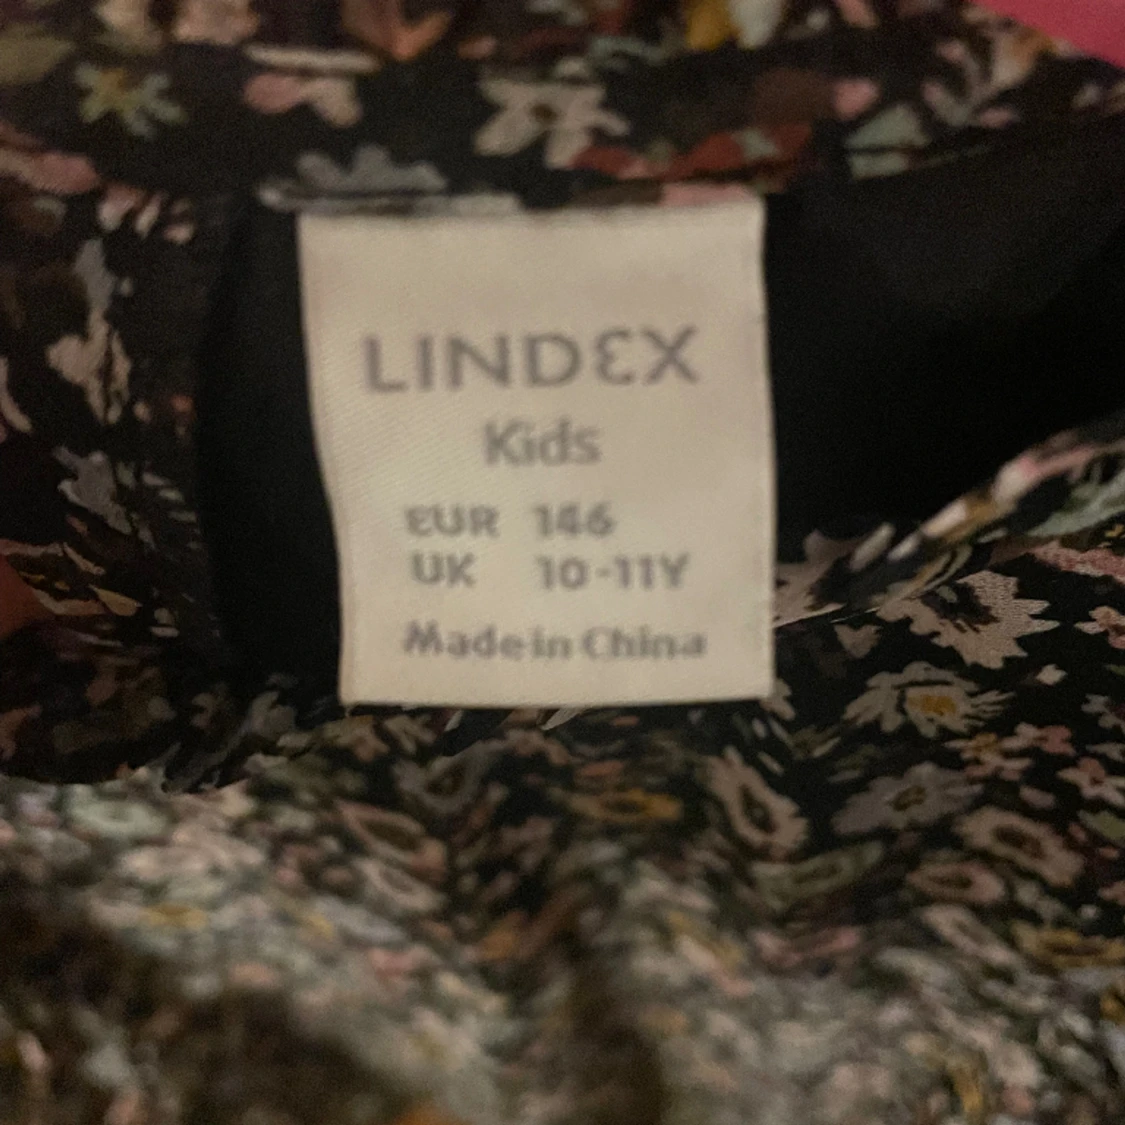 LINDEX
Kids
EUR 146
UK 10-11Y
Made in China